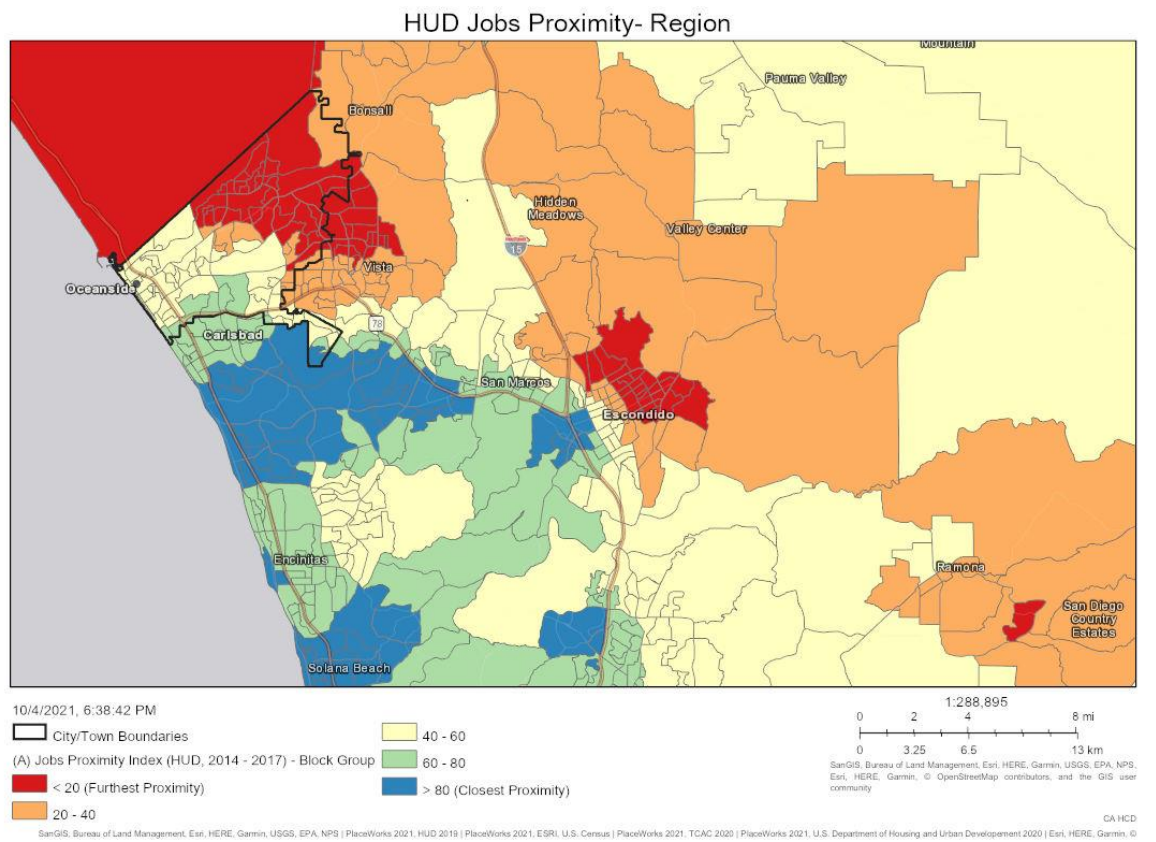 HUD Jobs Proximity- Region
Mountain
Pauma Valley
Bonsall
Hidden
Meadows
Valley Center
15
Vista
Oceanside
78
Carlsbad
San Marcos
Escondido
Encinitas
Ramona
San Diego
Country
Estates
Solana Beach
10/4/2021, 6:38:42 PM
City/Town Boundaries
(A) Jobs Proximity Index (HUD, 2014 - 2017) - Block Group
< 20 (Furthest Proximity)
20 - 40
40 - 60
60 - 80
> 80 (Closest Proximity)
1:288,895
0 2 4 8 mi
0 3.25 6.5 13 km
SanGIS, Bureau of Land Management, Esri, HERE, Garmin, USGS, EPA, NPS,
Esri, HERE, Garmin, © OpenStreetMap contributors, and the GIS user
community
CA HCD
SanGIS, Bureau of Land Management, Esri, HERE, Garmin, USGS, EPA, NPS | PlaceWorks 2021, HUD 2019 | PlaceWorks 2021, ESRI, U.S. Census | PlaceWorks 2021, TCAC 2020 | PlaceWorks 2021, U.S. Department of Housing and Urban Developement 2020 | Esri, HERE, Garmin, ©